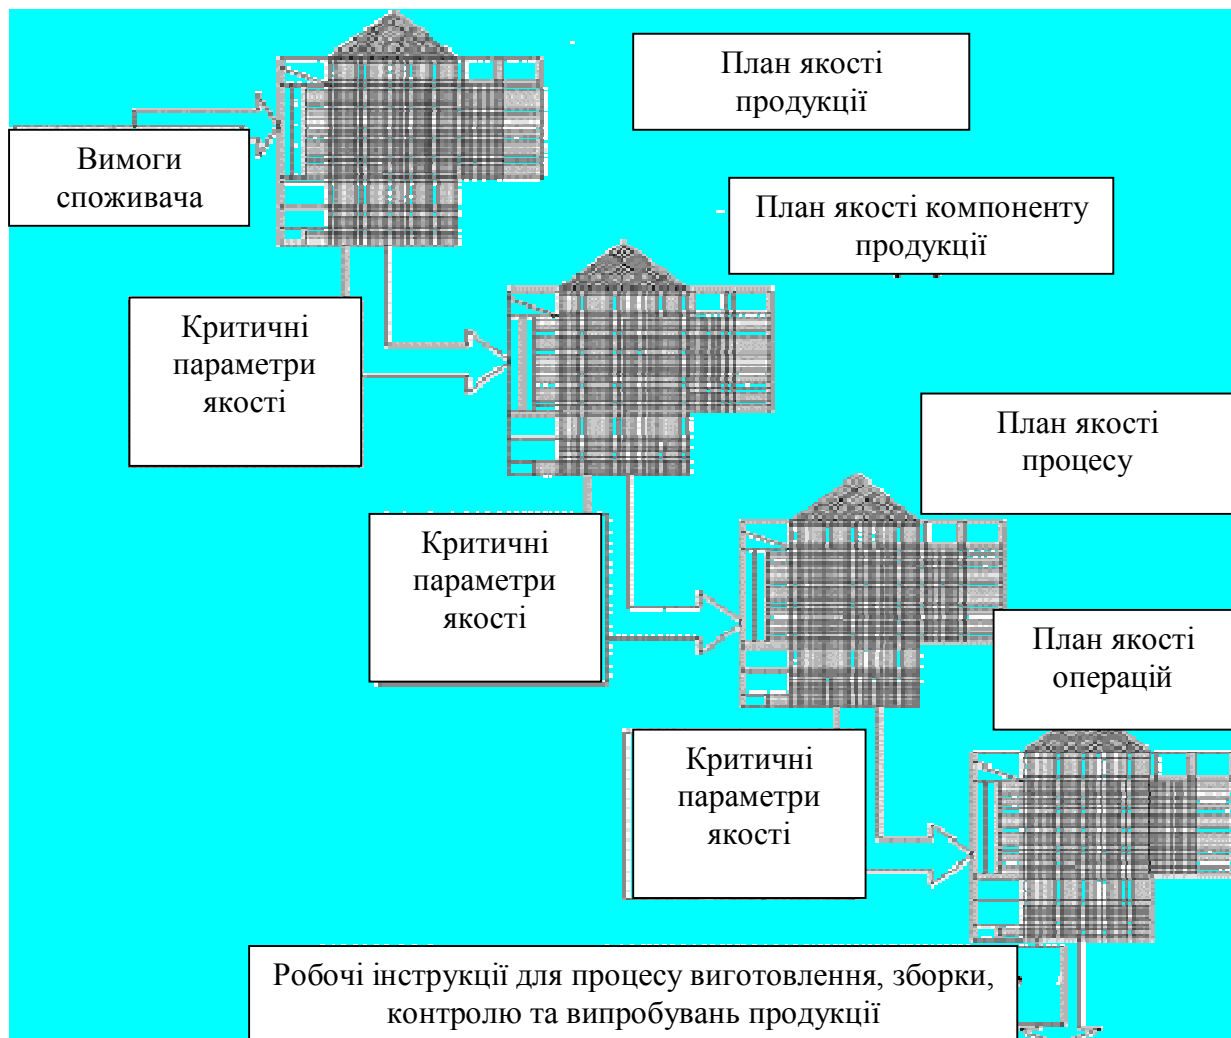 План якості
продукції
Вимоги
споживача
План якості компоненту
продукції
Критичні
параметри
якості
План якості
процесу
Критичні
параметри
якості
План якості
операцій
Критичні
параметри
якості
Робочі інструкції для процесу виготовлення, зборки,
контролю та випробувань продукції